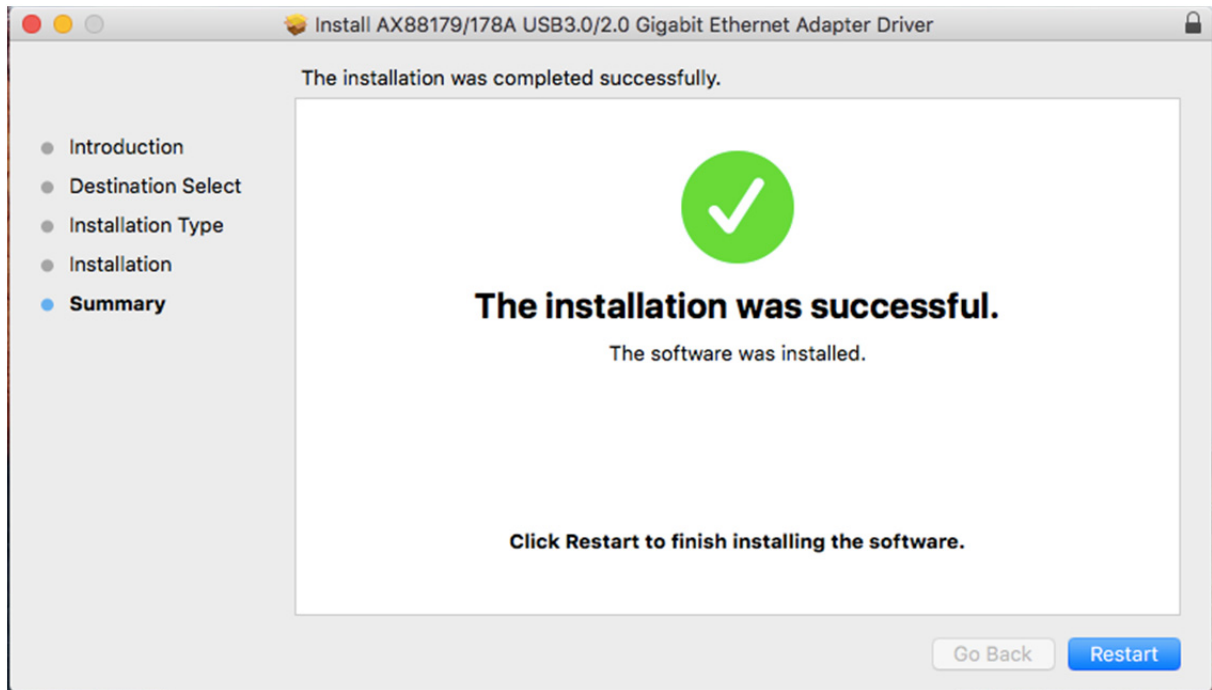 Install AX88179/178A USB3.0/2.0 Gigabit Ethernet Adapter Driver
The installation was completed successfully.
Introduction
Destination Select
Installation Type
Installation
Summary
The installation was successful.
The software was installed.
Click Restart to finish installing the software.
Go Back
Restart